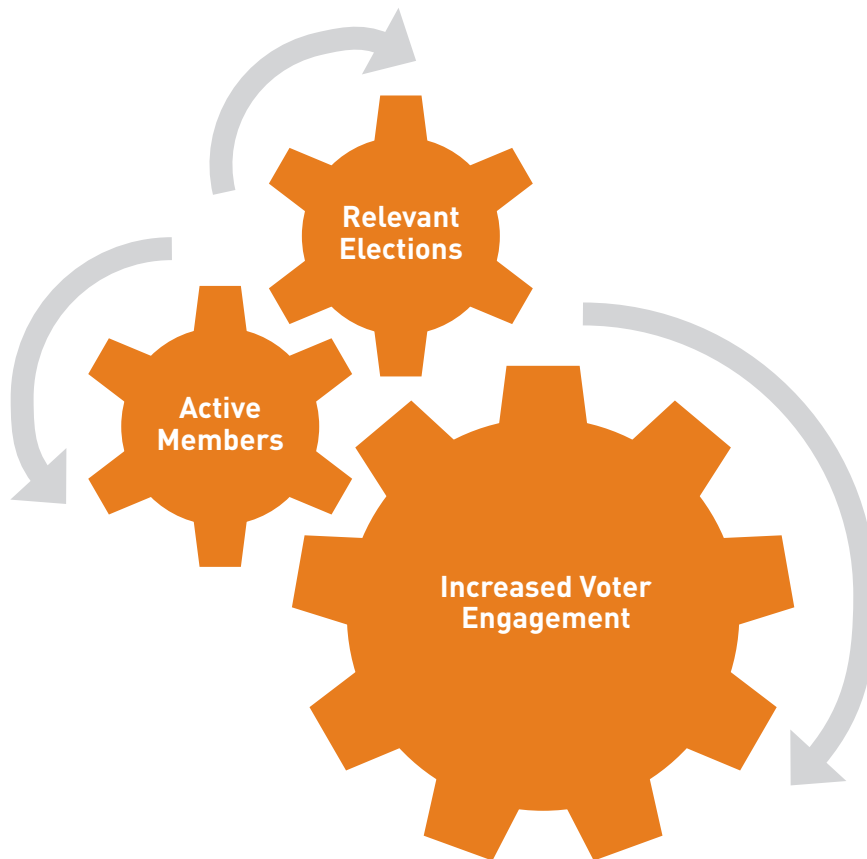 Relevant
Elections
Active
Members
Increased Voter
Engagement